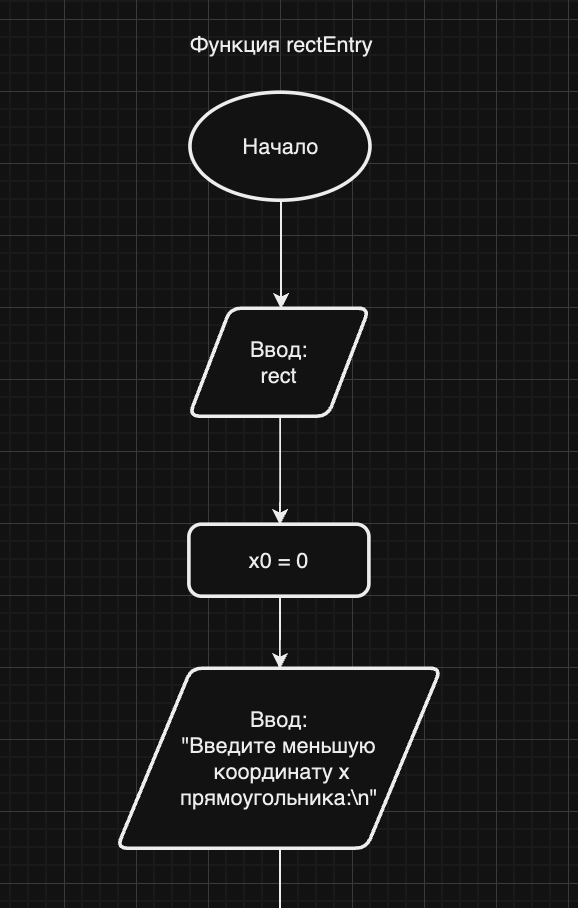 Функция rectEntry
Начало
Ввод:
rect
x0 = 0
Ввод:
"Введите меньшую
координату x
прямоугольника:\n"